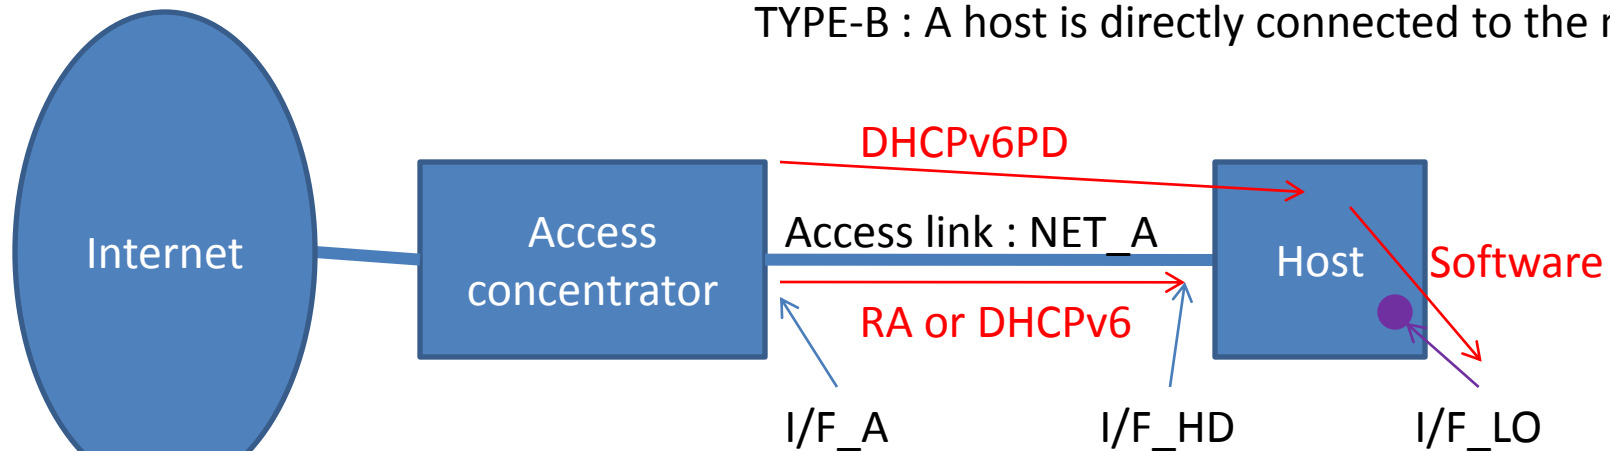 TYPE-B : A host is directly connected to the
DHCPv6PD
Access
concentrator
Internet
Access link : NET_A
Host
Software
RA or DHCPv6
I/F_A
I/F_HD
I/F_LO